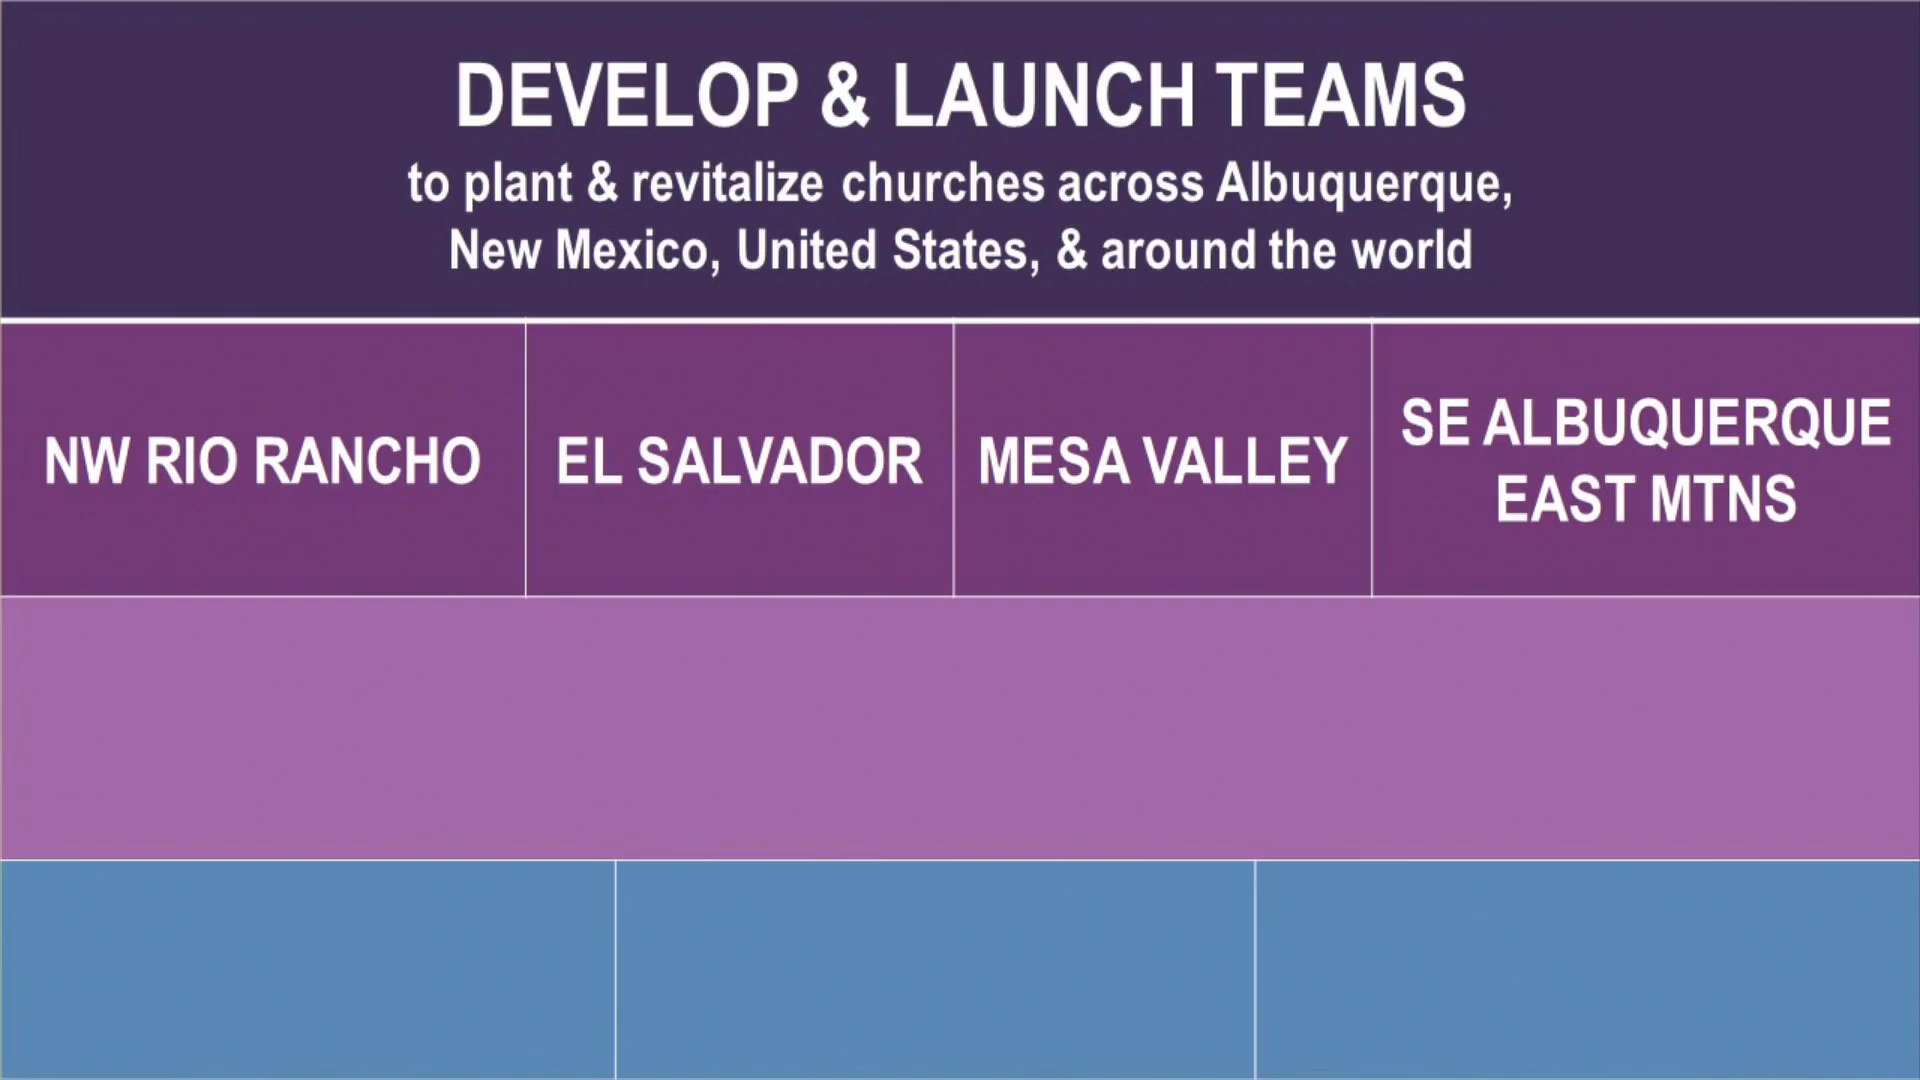 DEVELOP & LAUNCH TEAMS
to plant & revitalize churches across Albuquerque,
New Mexico, United States, & around the world
NW RIO RANCHO
EL SALVADOR
MESA VALLEY
SE ALBUQUERQUE
EAST MTNS